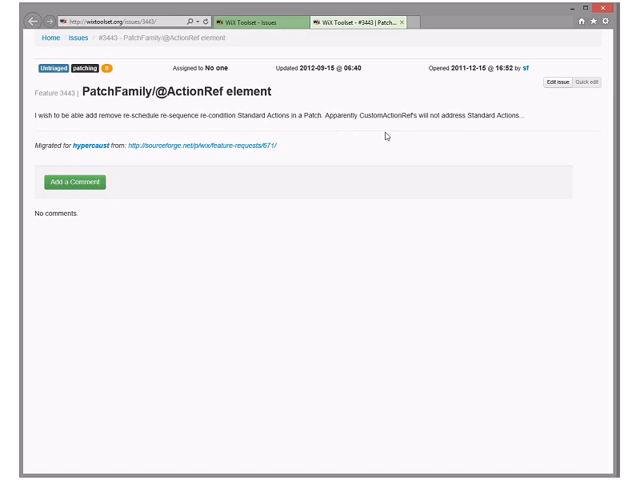 http://wixtoolset.org/issues/3443/
WiX Toolset - Issues
WiX Toolset - #3443 | Patch...
Home / Issues / #3443 - PatchFamily/@ActionRef element
Untriaged patching 0 Assigned to No one Updated 2012-09-15 @ 06:40 Opened 2011-12-15 @ 16:52 by sf
Edit issue Quick edit
Feature 3443 | PatchFamily/@ActionRef element
I wish to be able add remove re-schedule re-sequence re-condition Standard Actions in a Patch. Apparently CustomActionRef's will not address Standard Actions...
Migrated for hypercaust from: http://sourceforge.net/p/wix/feature-requests/671/
Add a Comment
No comments.